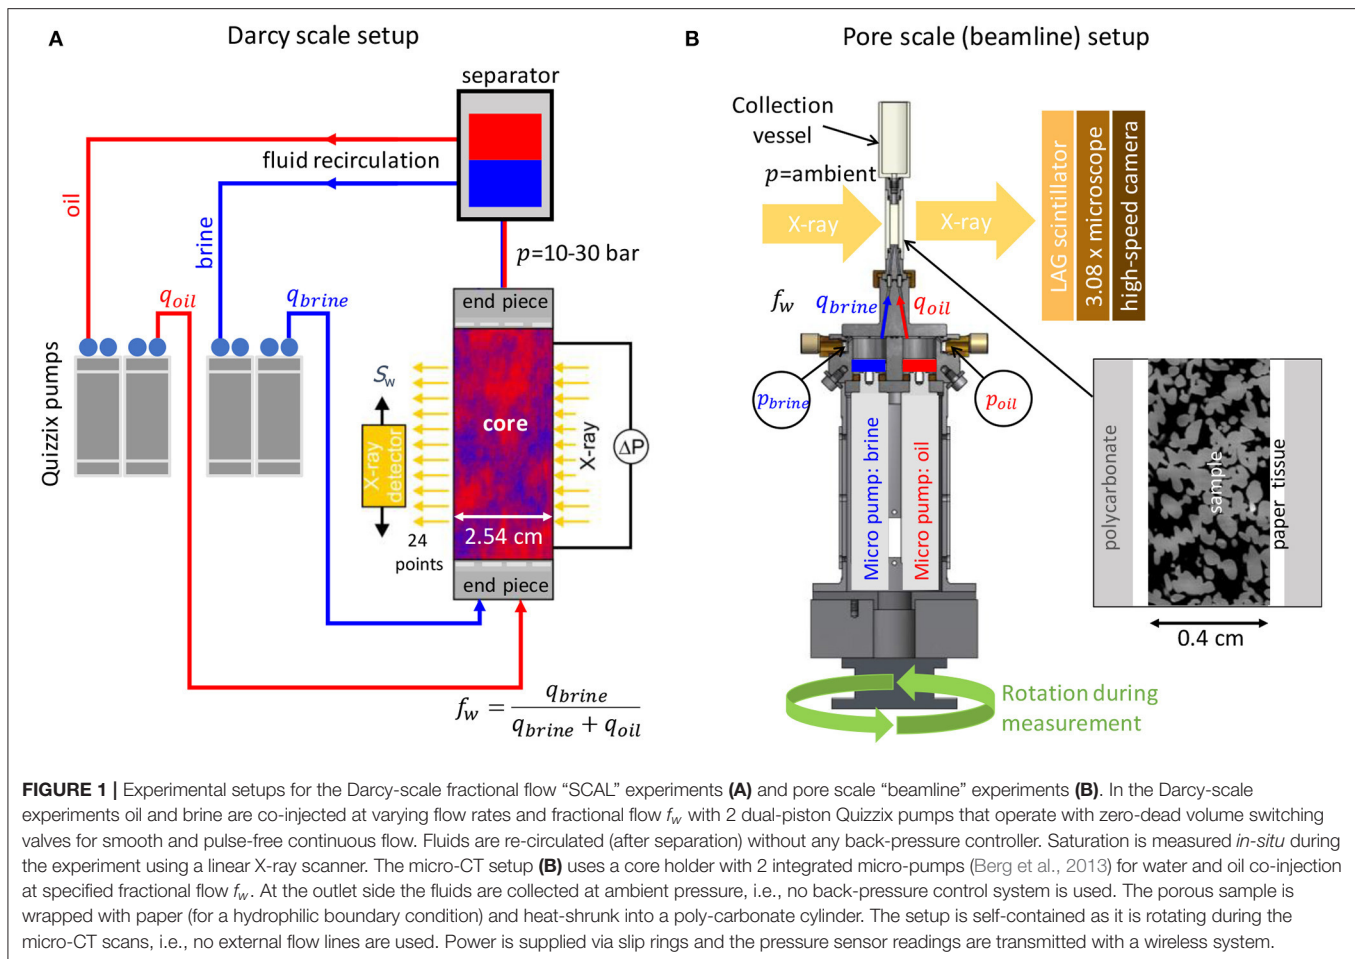 A
Darcy scale setup
separator
fluid recirculation
oil
brine
p=10-30 bar
q_oil
q_brine
end piece
Quizzix pumps
S_w
X-ray
detector
24
points
core
2.54 cm
X-ray
ΔP
end piece
f_w = q_brine / (q_brine + q_oil)
B
Pore scale (beamline) setup
Collection
vessel
p=ambient
X-ray
X-ray
LAG scintillator
3.08 x microscope
high-speed camera
f_w
q_brine
q_oil
p_brine
p_oil
Micro pump: brine
Micro pump: oil
polycarbonate
sample
paper tissue
0.4 cm
Rotation during
measurement
FIGURE 1 | Experimental setups for the Darcy-scale fractional flow “SCAL” experiments (A) and pore scale “beamline” experiments (B). In the Darcy-scale
experiments oil and brine are co-injected at varying flow rates and fractional flow f_w with 2 dual-piston Quizzix pumps that operate with zero-dead volume switching
valves for smooth and pulse-free continuous flow. Fluids are re-circulated (after separation) without any back-pressure controller. Saturation is measured in-situ during
the experiment using a linear X-ray scanner. The micro-CT setup (B) uses a core holder with 2 integrated micro-pumps (Berg et al., 2013) for water and oil co-injection
at specified fractional flow f_w. At the outlet side the fluids are collected at ambient pressure, i.e., no back-pressure control system is used. The porous sample is
wrapped with paper (for a hydrophilic boundary condition) and heat-shrunk into a poly-carbonate cylinder. The setup is self-contained as it is rotating during the
micro-CT scans, i.e., no external flow lines are used. Power is supplied via slip rings and the pressure sensor readings are transmitted with a wireless system.